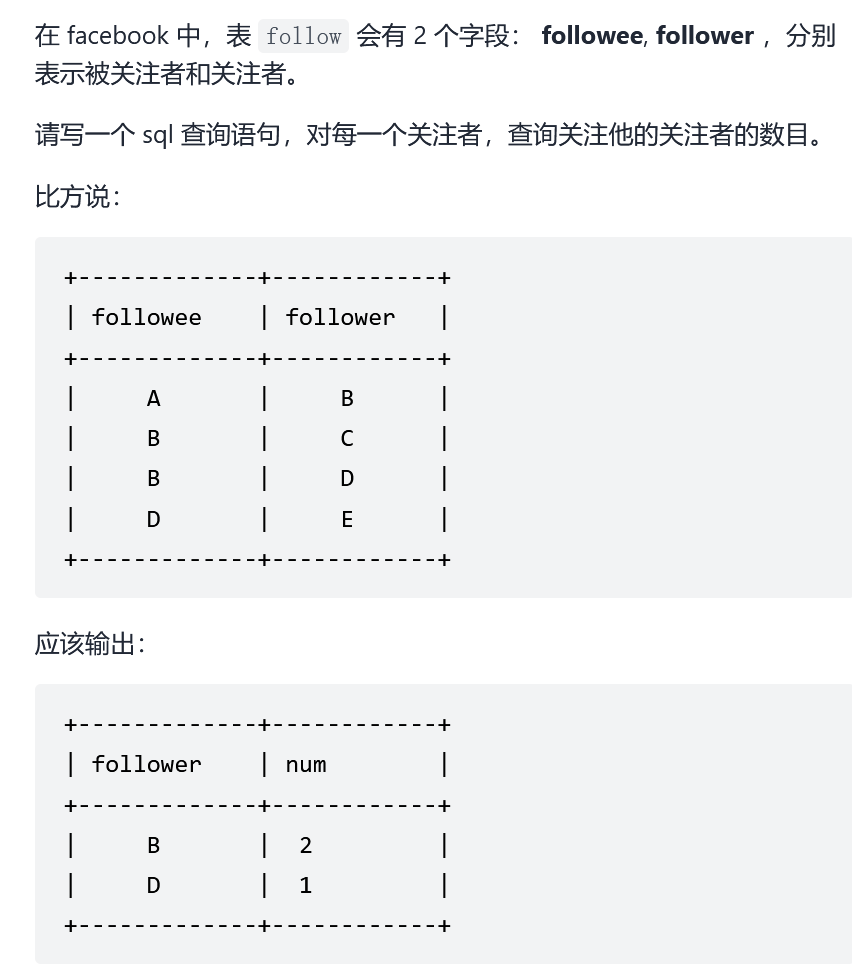 在 facebook 中，表 follow 会有 2 个字段： followee, follower ，分别
表示被关注者和关注者。
请写一个 sql 查询语句，对每一个关注者，查询关注他的关注者的数目。
比方说：
+-------------+------------+
| followee    | follower   |
+-------------+------------+
|     A       |     B      |
|     B       |     C      |
|     B       |     D      |
|     D       |     E      |
+-------------+------------+
应该输出：
+-------------+------------+
| follower    | num        |
+-------------+------------+
|     B       |  2         |
|     D       |  1         |
+-------------+------------+